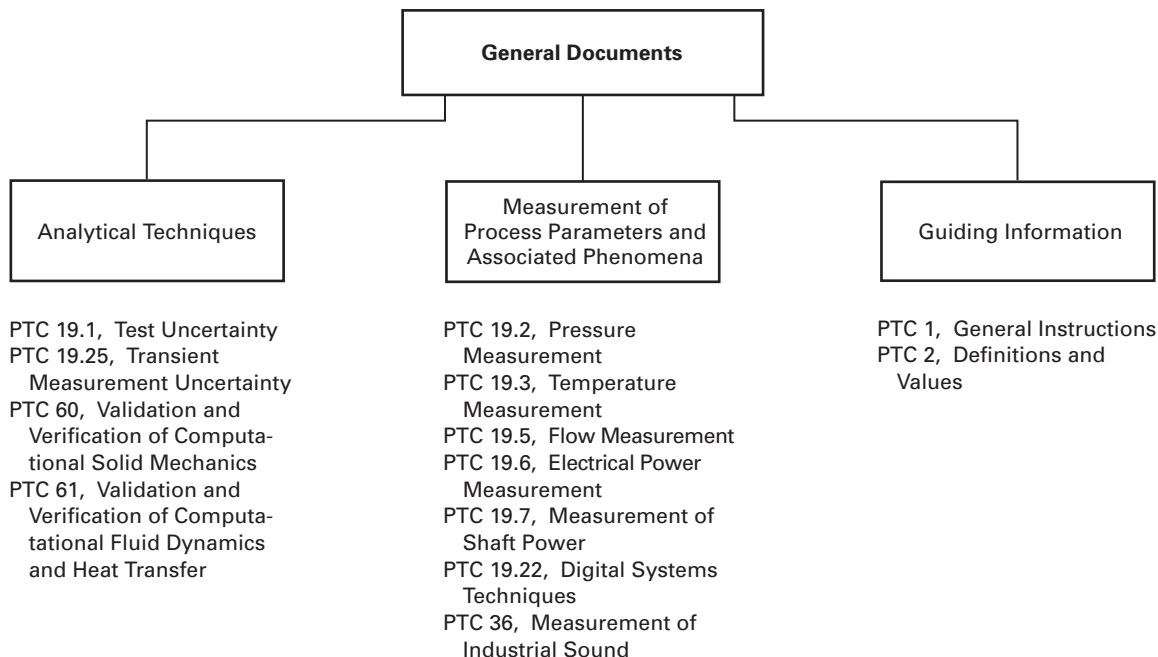 General Documents
Analytical Techniques
PTC 19.1, Test Uncertainty
PTC 19.25, Transient
Measurement Uncertainty
PTC 60, Validation and
Verification of Computa-
tional Solid Mechanics
PTC 61, Validation and
Verification of Computa-
tational Fluid Dynamics
and Heat Transfer
Measurement of
Process Parameters and
Associated Phenomena
PTC 19.2, Pressure
Measurement
PTC 19.3, Temperature
Measurement
PTC 19.5, Flow Measurement
PTC 19.6, Electrical Power
Measurement
PTC 19.7, Measurement of
Shaft Power
PTC 19.22, Digital Systems
Techniques
PTC 36, Measurement of
Industrial Sound
Guiding Information
PTC 1, General Instructions
PTC 2, Definitions and
Values